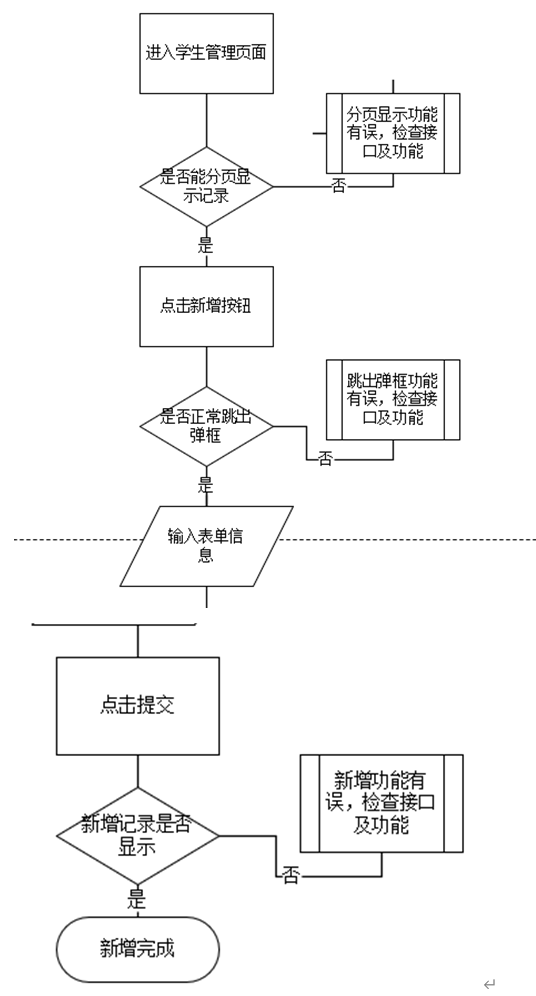 进入学生管理页面
分页显示功能
有误，检查接
口及功能
是否能分页显
示记录
否
是
点击新增按钮
跳出弹框功能
有误，检查接
口及功能
是否正常跳出
弹框
否
是
输入表单信
息
点击提交
新增功能有
误，检查接口
及功能
新增记录是否
显示
否
是
新增完成